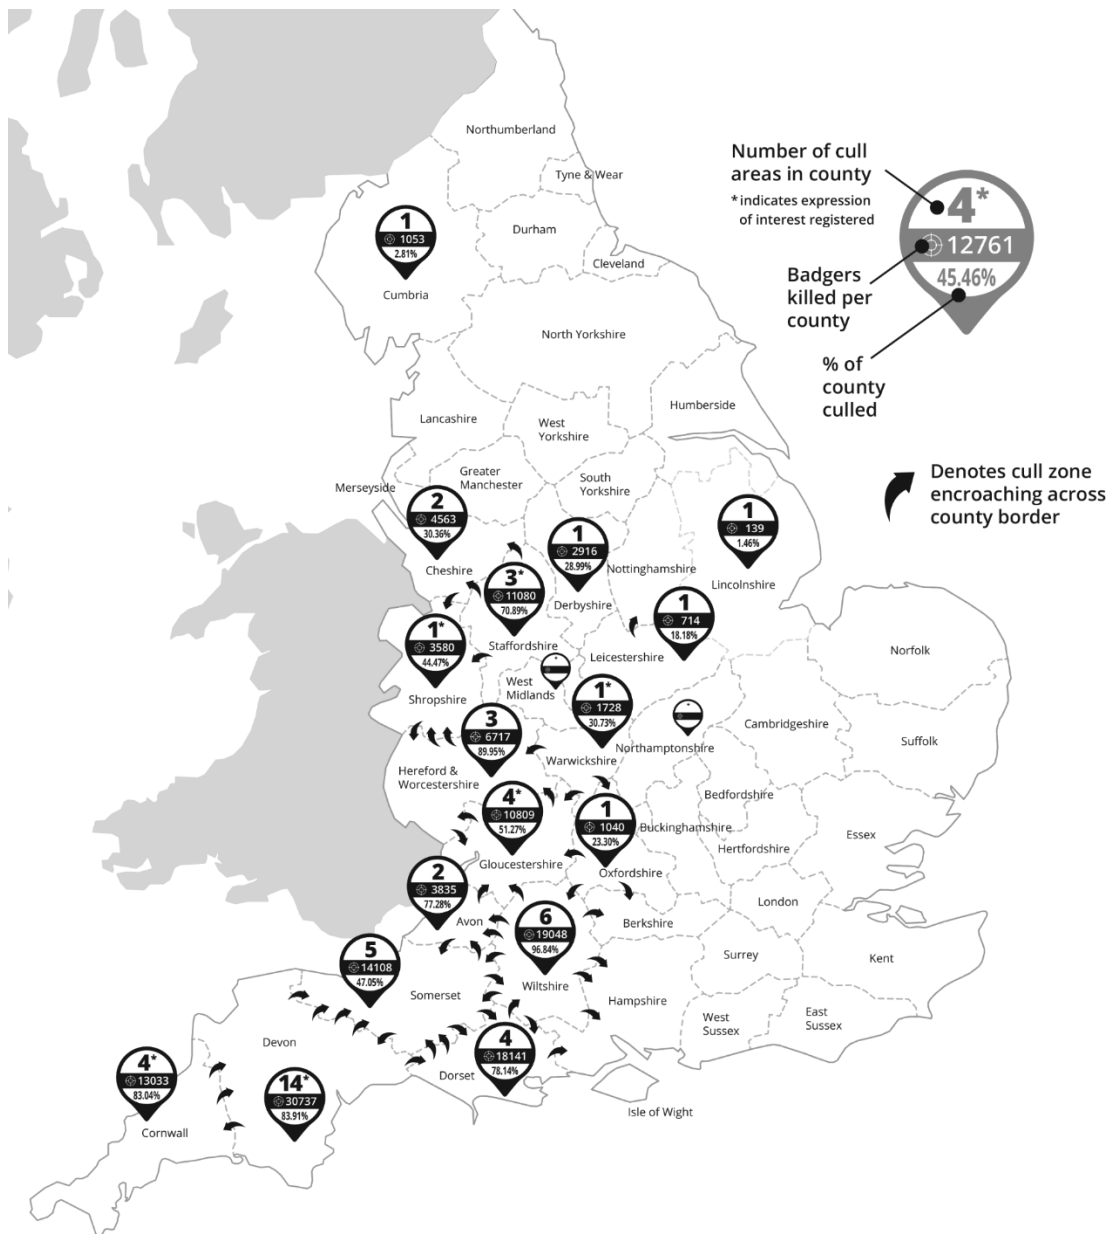 Northumberland
Tyne & Wear
Durham
Cleveland
1
1053
2.81%
Cumbria
North Yorkshire
Number of cull
areas in county
*indicates expression
of interest registered
4*
12761
45.46%
Badgers
killed per
county
% of
county
culled
Denotes cull zone
encroaching across
county border
Lancashire
West
Yorkshire
Humberside
Merseyside
Greater
Manchester
South
Yorkshire
2
4563
30.36%
Cheshire
1
2916
28.99%
Derbyshire
Nottinghamshire
1
139
1.46%
Lincolnshire
3*
11080
70.89%
Staffordshire
1
714
18.18%
Leicestershire
1*
3580
44.47%
Shropshire
West
Midlands
*
1*
1728
30.73%
Warwickshire
*
Northamptonshire
Norfolk
Cambridgeshire
Suffolk
3
6717
89.95%
Hereford &
Worcestershire
4*
10809
51.27%
Gloucestershire
1
1040
23.30%
Oxfordshire
Bedfordshire
Buckinghamshire
Hertfordshire
Essex
2
3835
77.28%
Avon
6
19048
96.84%
Wiltshire
Berkshire
London
Surrey
Kent
5
14108
47.05%
Somerset
Hampshire
West
Sussex
East
Sussex
Devon
4
18141
78.14%
Dorset
4*
13033
83.04%
Cornwall
14*
30737
83.91%
Isle of Wight